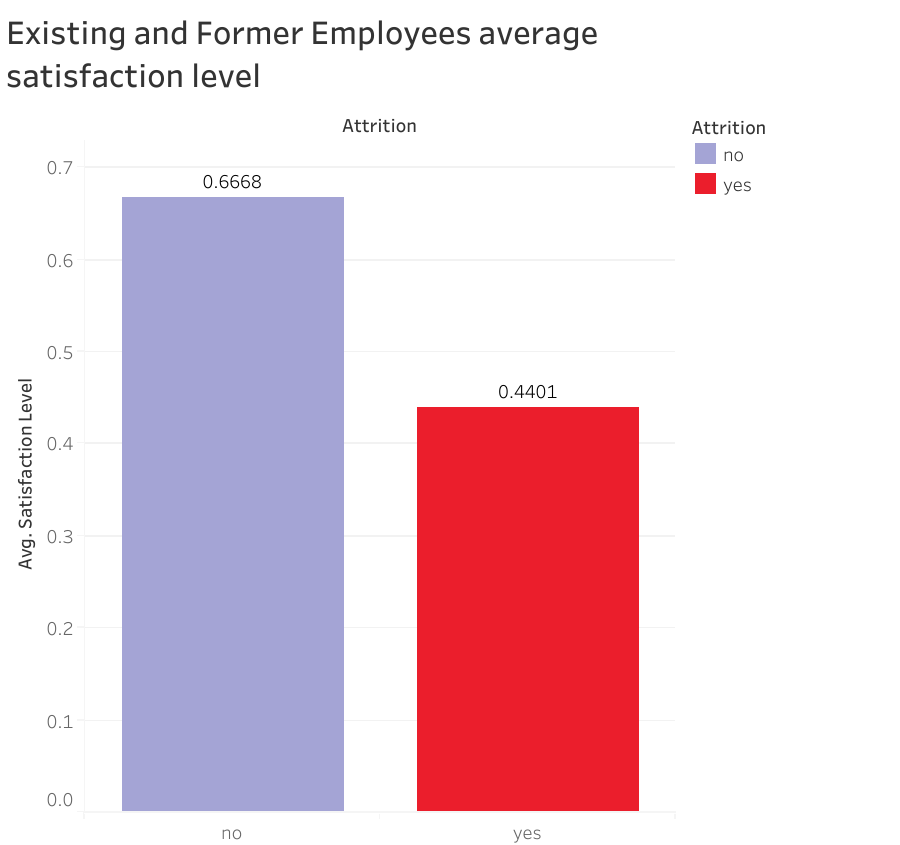 Existing and Former Employees average
satisfaction level
Attrition
Attrition
no
yes
0.7
0.6
0.5
0.4
0.3
0.2
0.1
0.0
Avg. Satisfaction Level
0.6668
0.4401
no
yes